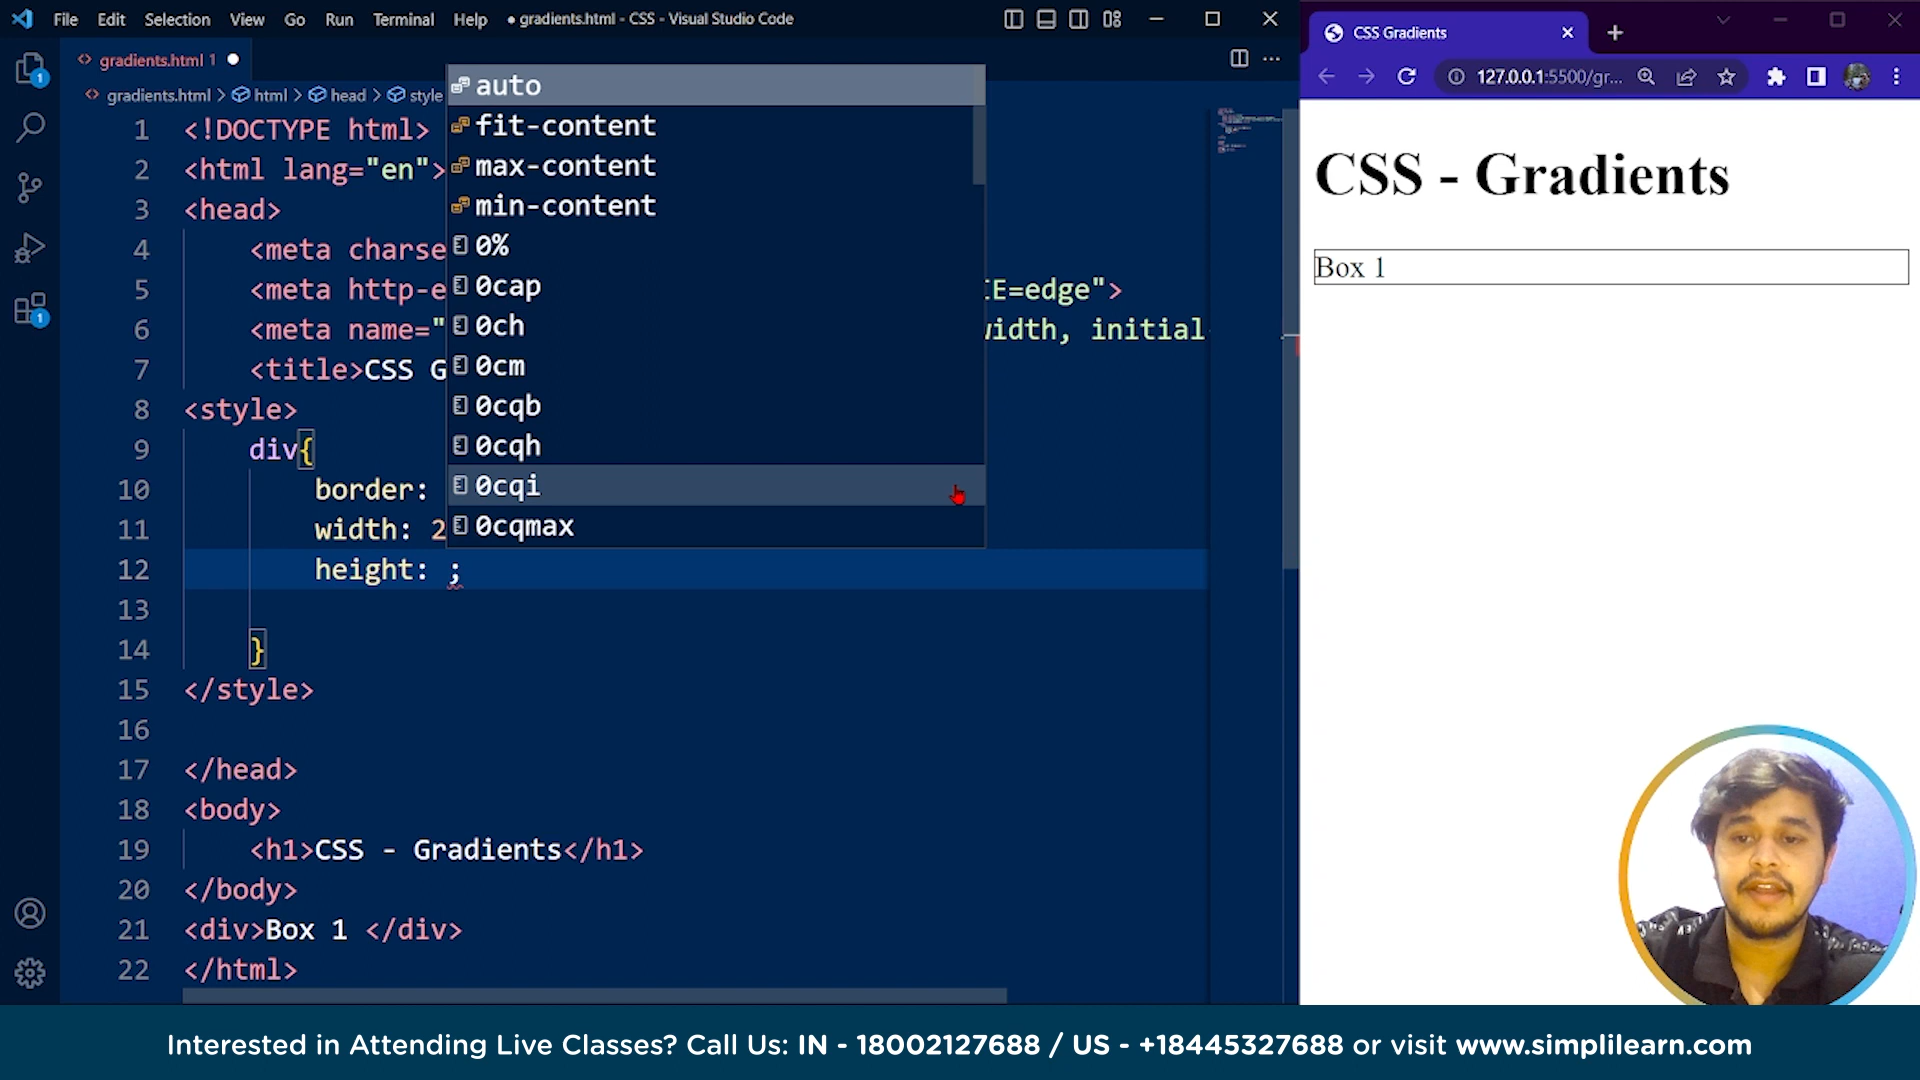 File Edit Selection View Go Run Terminal Help ● gradients.html - CSS - Visual Studio Code
gradients.html 1 ●
gradients.html > html > head > style
1 <!DOCTYPE html>
2 <html lang="en">
3 <head>
4 <meta charse
5 <meta http-e IE=edge">
6 <meta name=" width, initial
7 <title>CSS G
8 <style>
9 div{
10 border:
11 width: 2
12 height: ;
13
14 }
15 </style>
16
17 </head>
18 <body>
19 <h1>CSS - Gradients</h1>
20 </body>
21 <div>Box 1 </div>
22 </html>
auto
fit-content
max-content
min-content
0%
0cap
0ch
0cm
0cqb
0cqh
0cqi
0cqmax
1
1
CSS Gradients
127.0.0.1:5500/gr...
CSS - Gradients
Box 1
Interested in Attending Live Classes? Call Us: IN - 18002127688 / US - +18445327688 or visit www.simplilearn.com